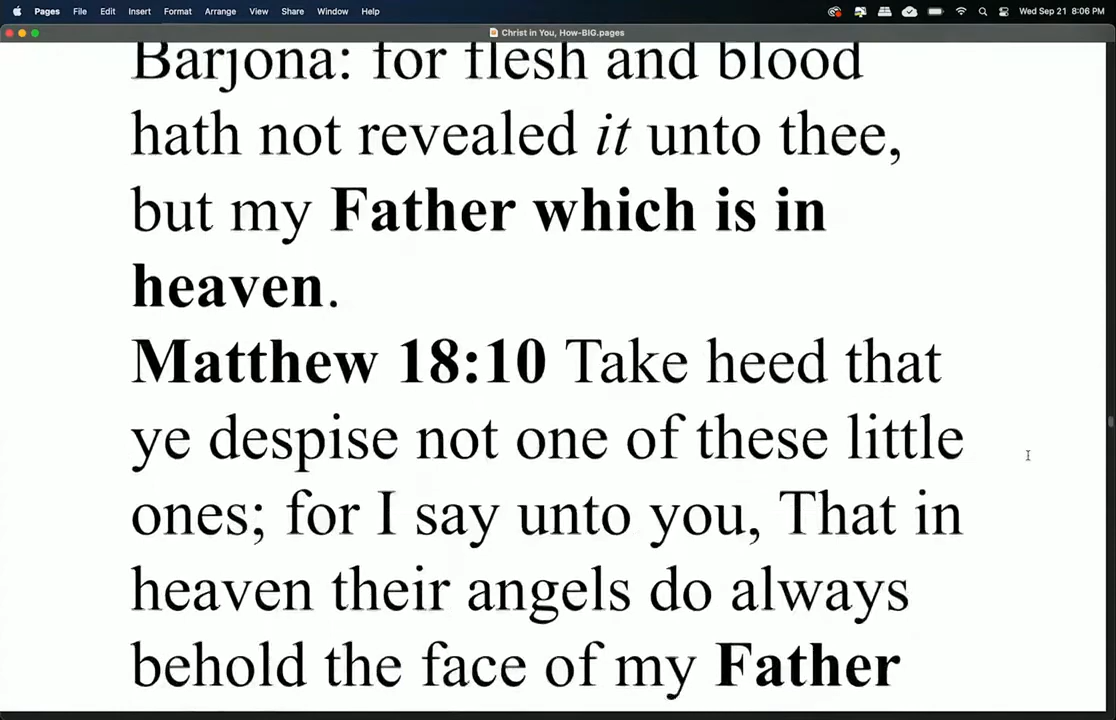 Pages File Edit Insert Format Arrange View Share Window Help Wed Sep 21 8:06 PM
Christ in You, How-BIG.pages
Barjona: for flesh and blood
hath not revealed it unto thee,
but my Father which is in
heaven.
Matthew 18:10 Take heed that
ye despise not one of these little
ones; for I say unto you, That in
heaven their angels do always
behold the face of my Father